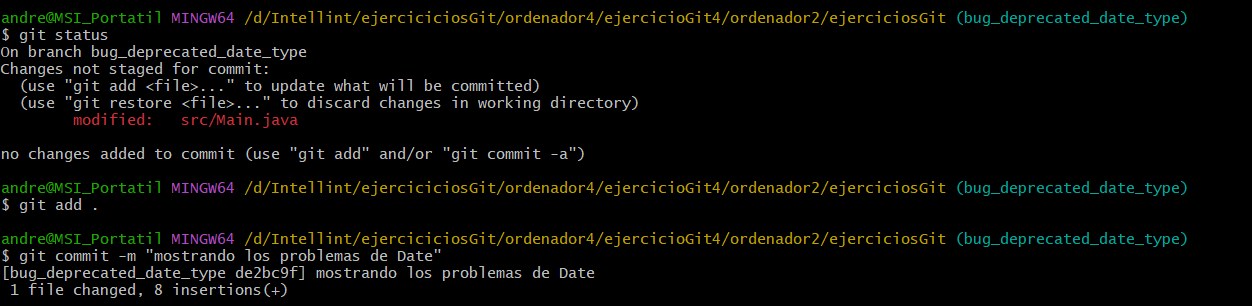 andre@MSI_Portatil MINGW64 /d/Intellint/ejerciciciosGit/ordenador4/ejercicioGit4/ordenador2/ejerciciosGit (bug_deprecated_date_type)
$ git status
On branch bug_deprecated_date_type
Changes not staged for commit:
  (use "git add <file>..." to update what will be committed)
  (use "git restore <file>..." to discard changes in working directory)
        modified:   src/Main.java
no changes added to commit (use "git add" and/or "git commit -a")
andre@MSI_Portatil MINGW64 /d/Intellint/ejerciciciosGit/ordenador4/ejercicioGit4/ordenador2/ejerciciosGit (bug_deprecated_date_type)
$ git add .
andre@MSI_Portatil MINGW64 /d/Intellint/ejerciciciosGit/ordenador4/ejercicioGit4/ordenador2/ejerciciosGit (bug_deprecated_date_type)
$ git commit -m "mostrando los problemas de Date"
[bug_deprecated_date_type de2bc9f] mostrando los problemas de Date
 1 file changed, 8 insertions(+)